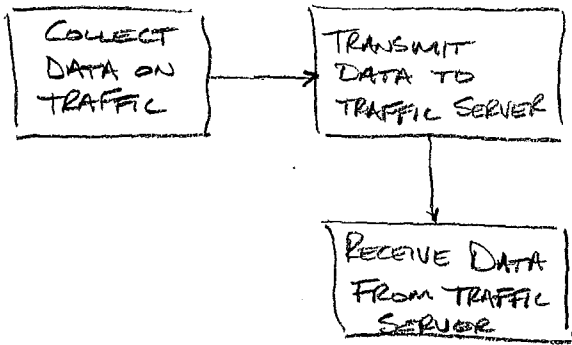 COLLECT
DATA ON
TRAFFIC
TRANSMIT
DATA TO
TRAFFIC SERVER
RECEIVE DATA
FROM TRAFFIC
SERVER